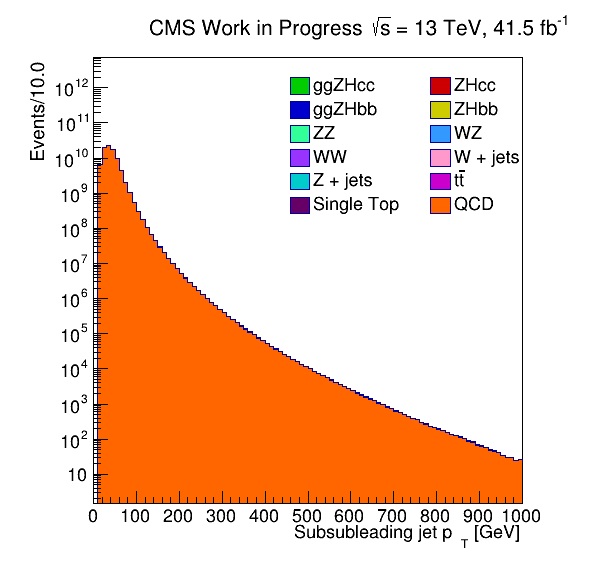 CMS Work in Progress √s = 13 TeV, 41.5 fb⁻¹
Events/10.0
10¹²
10¹¹
10¹⁰
10⁹
10⁸
10⁷
10⁶
10⁵
10⁴
10³
10²
10
ggZHcc ZHcc
ggZHbb ZHbb
ZZ WZ
WW W + jets
Z + jets tt̄
Single Top QCD
0 100 200 300 400 500 600 700 800 900 1000
Subsubleading jet p_T [GeV]